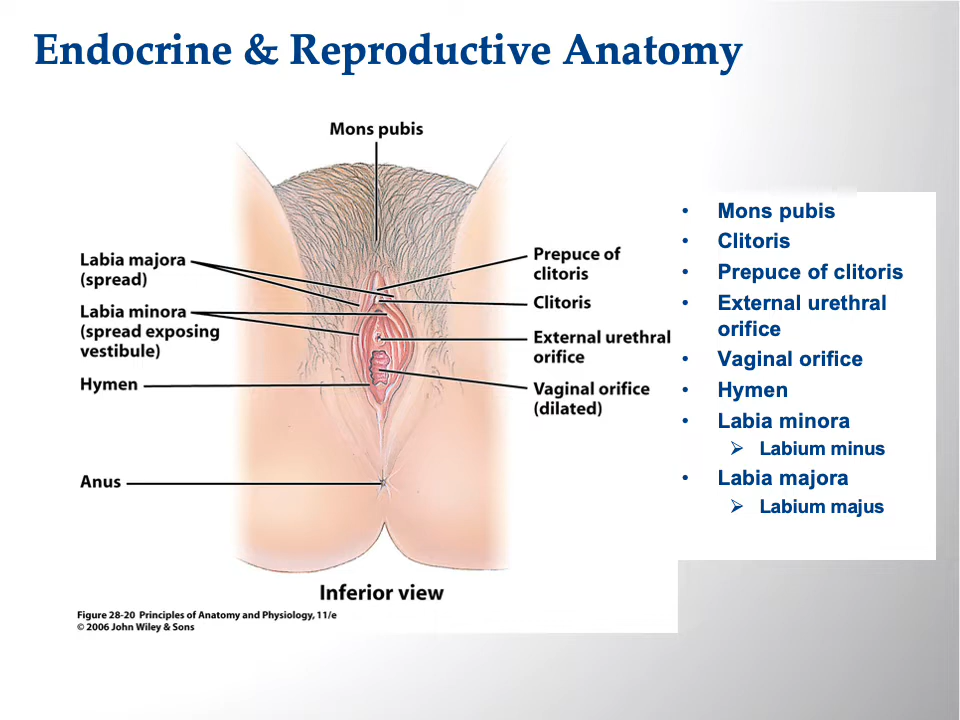 Endocrine & Reproductive Anatomy
Mons pubis
Labia majora
(spread)
Labia minora
(spread exposing
vestibule)
Hymen
Anus
Prepuce of
clitoris
Clitoris
External urethral
orifice
Vaginal orifice
(dilated)
Inferior view
Figure 28-20 Principles of Anatomy and Physiology, 11/e
© 2006 John Wiley & Sons
• Mons pubis
• Clitoris
• Prepuce of clitoris
• External urethral
orifice
• Vaginal orifice
• Hymen
• Labia minora
➢ Labium minus
• Labia majora
➢ Labium majus